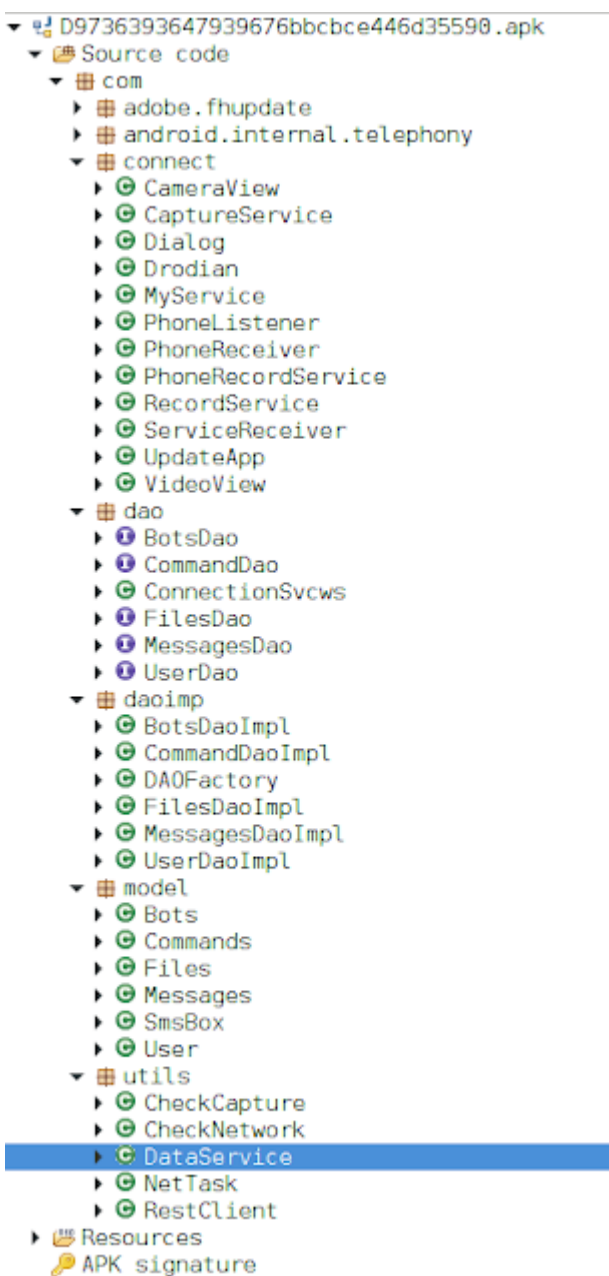 D9736393647939676bbcbce446d35590.apk
Source code
com
adobe.fhupdate
android.internal.telephony
connect
CameraView
CaptureService
Dialog
Drodian
MyService
PhoneListener
PhoneReceiver
PhoneRecordService
RecordService
ServiceReceiver
UpdateApp
VideoView
dao
BotsDao
CommandDao
ConnectionSvcws
FilesDao
MessagesDao
UserDao
daoimp
BotsDaoImpl
CommandDaoImpl
DAOFactory
FilesDaoImpl
MessagesDaoImpl
UserDaoImpl
model
Bots
Commands
Files
Messages
SmsBox
User
utils
CheckCapture
CheckNetwork
DataService
NetTask
RestClient
Resources
APK signature